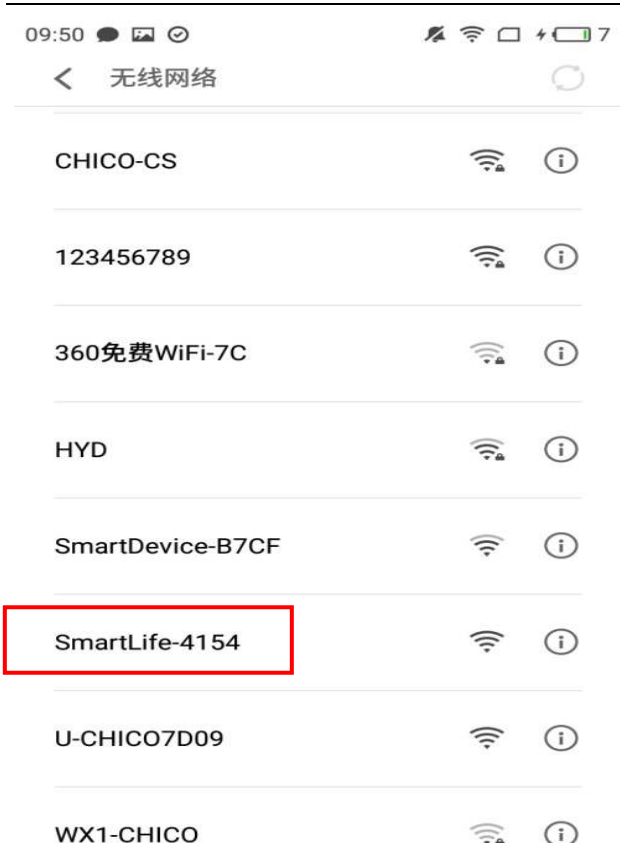 09:50 7
无线网络
CHICO-CS
123456789
360免费WiFi-7C
HYD
SmartDevice-B7CF
SmartLife-4154
U-CHICO7D09
WX1-CHICO